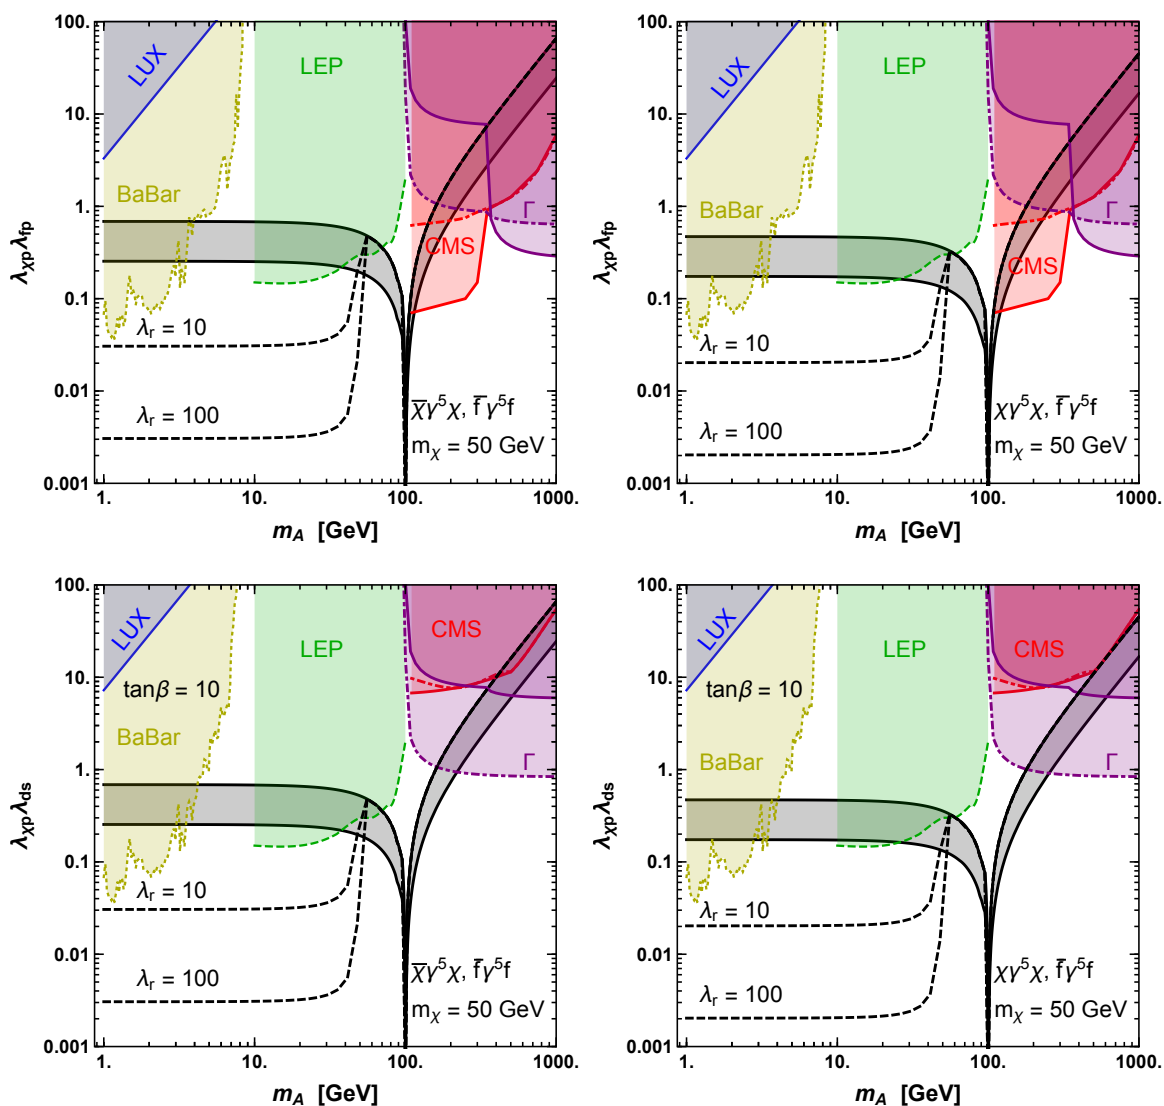 100.
10.
1.
0.1
0.01
0.001
λχp λfp
LUX
BaBar
LEP
CMS
Γ
λr = 10
λr = 100
χ̅γ⁵χ, f̅γ⁵f
mχ = 50 GeV
1. 10. 100. 1000.
mA [GeV]
100.
10.
1.
0.1
0.01
0.001
λχp λfp
LUX
BaBar
LEP
CMS
Γ
λr = 10
λr = 100
χγ⁵χ, f̅γ⁵f
mχ = 50 GeV
1. 10. 100. 1000.
mA [GeV]
100.
10.
1.
0.1
0.01
0.001
λχp λds
LUX
tanβ = 10
BaBar
LEP
CMS
Γ
λr = 10
λr = 100
χ̅γ⁵χ, f̅γ⁵f
mχ = 50 GeV
1. 10. 100. 1000.
mA [GeV]
100.
10.
1.
0.1
0.01
0.001
λχp λds
LUX
tanβ = 10
BaBar
LEP
CMS
Γ
λr = 10
λr = 100
χγ⁵χ, f̅γ⁵f
mχ = 50 GeV
1. 10. 100. 1000.
mA [GeV]